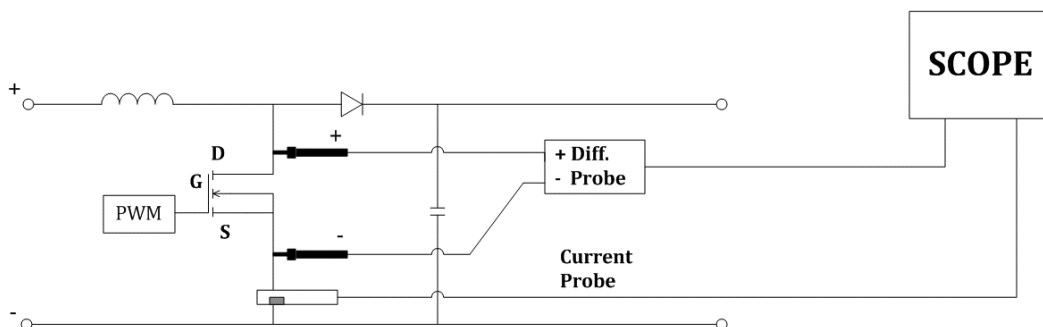 SCOPE
+
+
D
+ Diff.
- Probe
G
PWM
S
-
Current
Probe
-